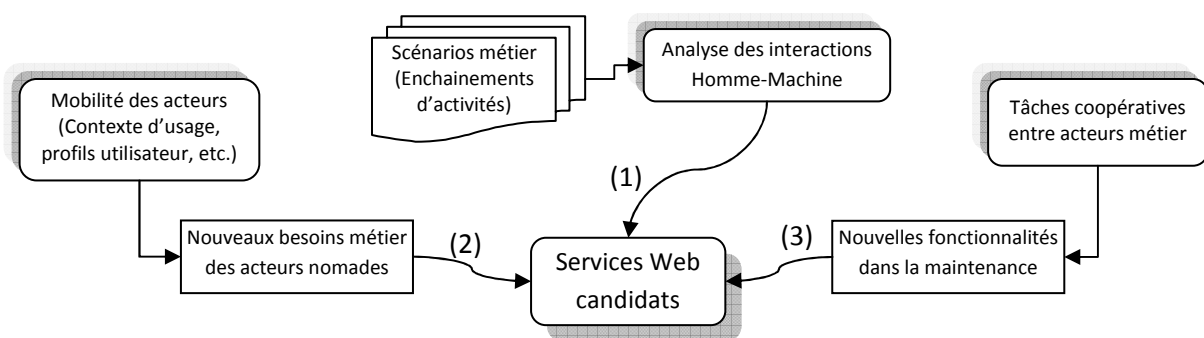 Scénarios métier
(Enchainements
d’activités)
Analyse des interactions
Homme-Machine
Mobilité des acteurs
(Contexte d’usage,
profils utilisateur, etc.)
Tâches coopératives
entre acteurs métier
(1)
Nouveaux besoins métier
des acteurs nomades
(2)
Services Web
candidats
(3)
Nouvelles fonctionnalités
dans la maintenance